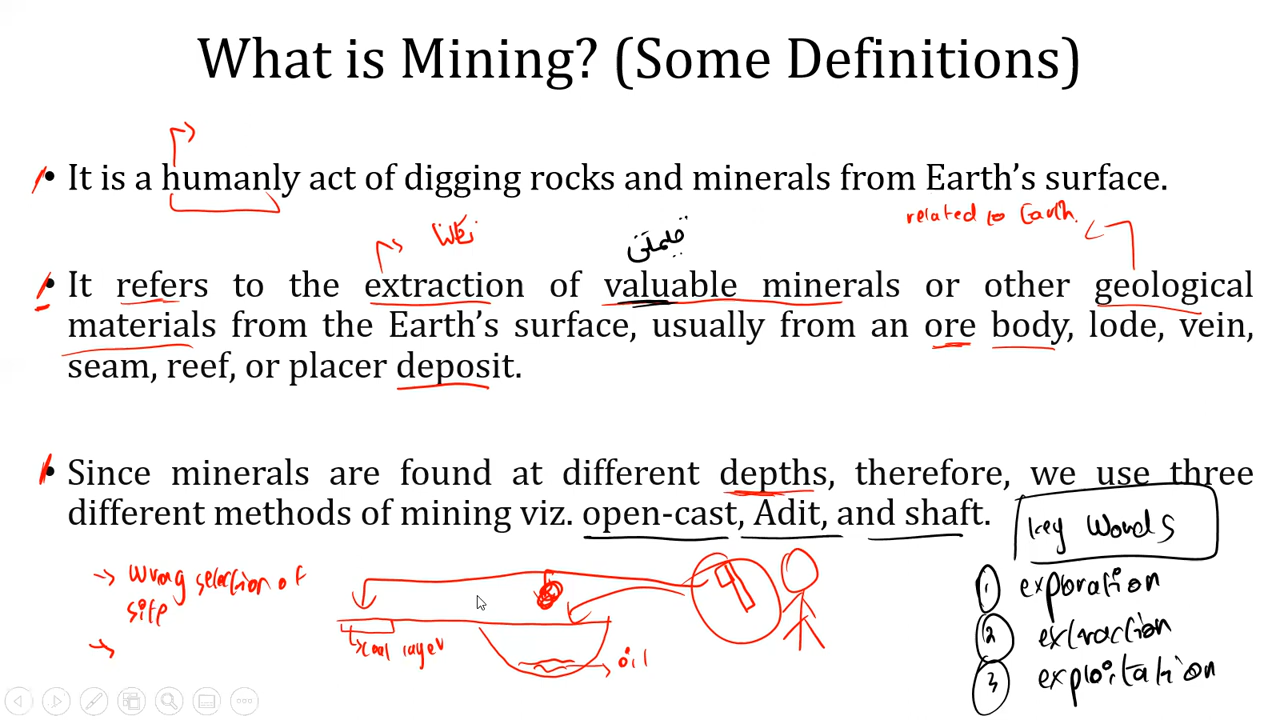 What is Mining? (Some Definitions)
• It is a humanly act of digging rocks and minerals from Earth’s surface.
related to Earth.
نکالنا
قیمتی
• It refers to the extraction of valuable minerals or other geological
materials from the Earth’s surface, usually from an ore body, lode, vein,
seam, reef, or placer deposit.
• Since minerals are found at different depths, therefore, we use three
different methods of mining viz. open-cast, Adit, and shaft.
Key Words
① exploration
② extraction
③ exploitation
→ Wrong selection of
site
→
Coal layer
oil